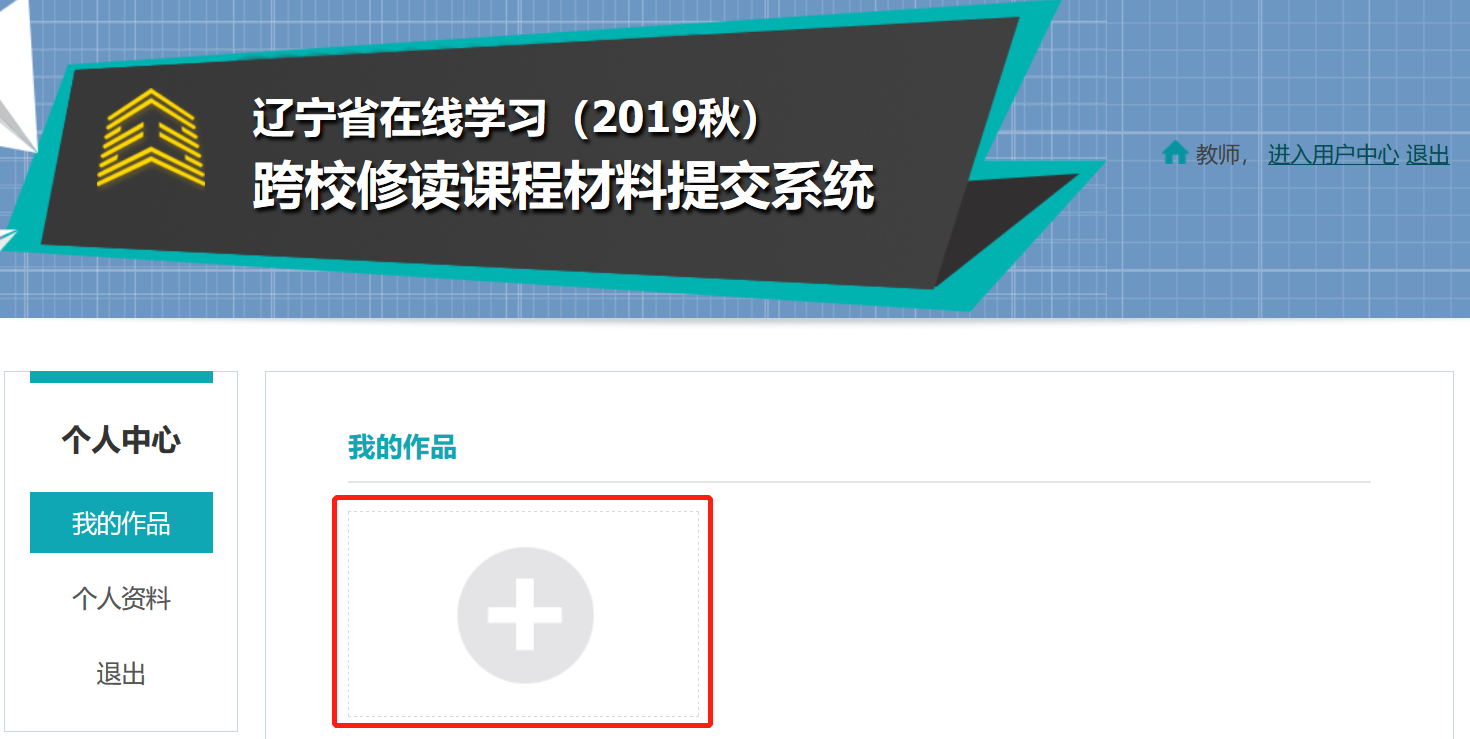 辽宁省在线学习（2019秋）
跨校修读课程材料提交系统
教师， 进入用户中心 退出
个人中心
我的作品
个人资料
退出
我的作品